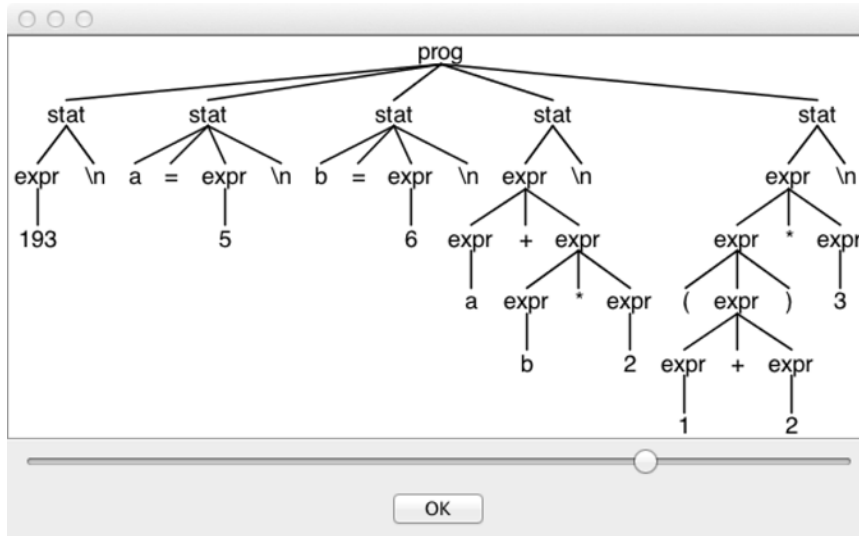 prog
stat stat stat stat stat
expr \n a = expr \n b = expr \n expr \n expr \n
193 5 6 expr + expr expr * expr
a expr * expr ( expr ) 3
b 2 expr + expr
1 2
OK